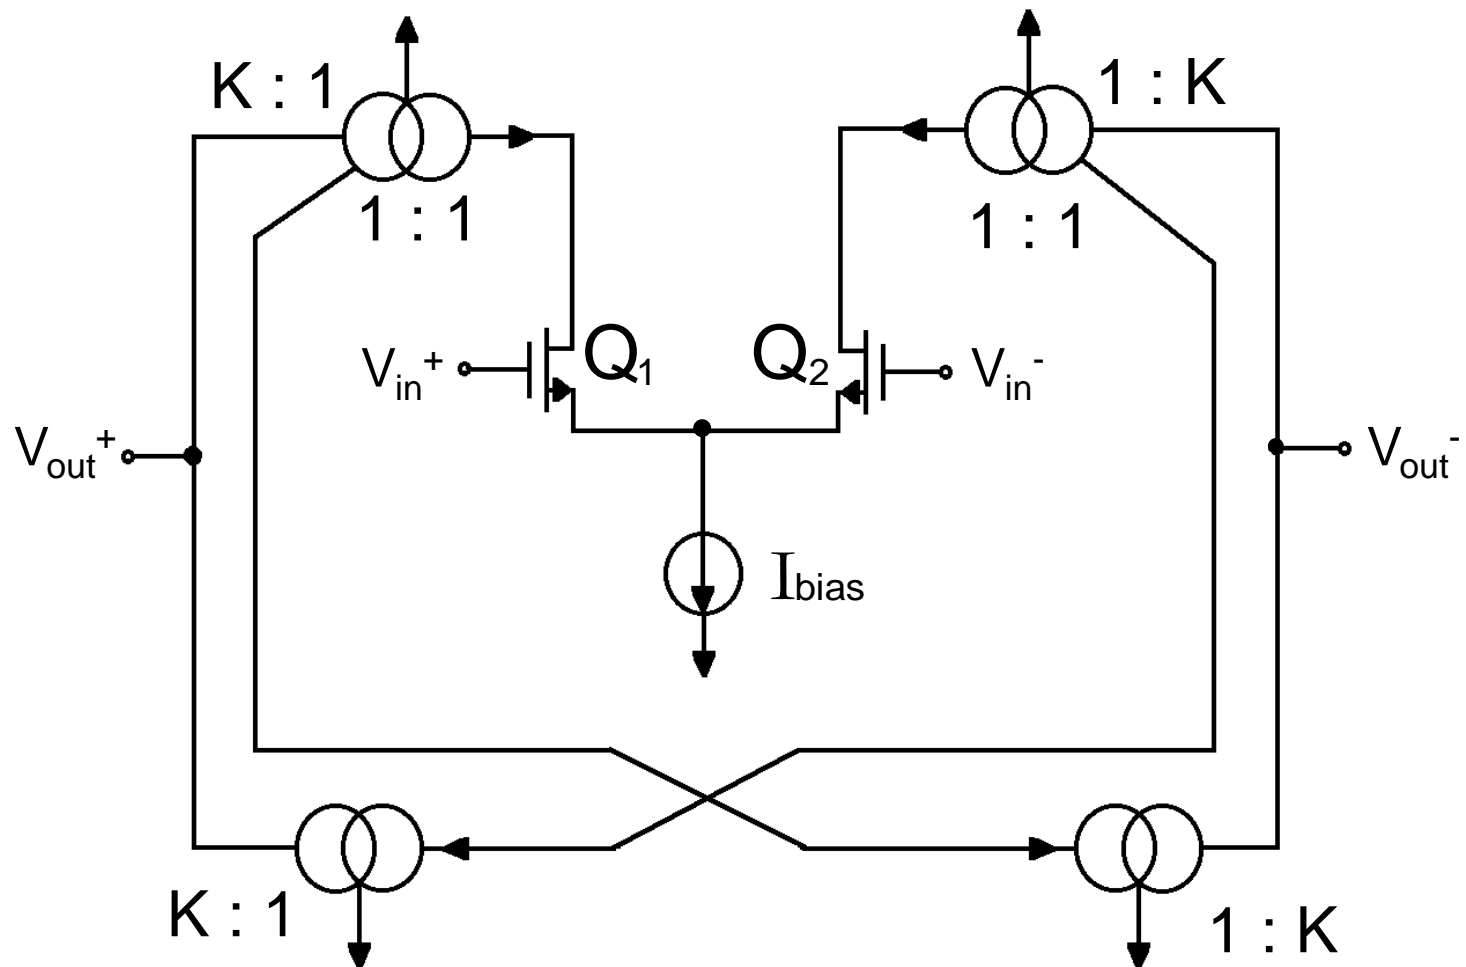 K : 1
1 : K
1 : 1
1 : 1
Q1
Q2
Vin+
Vin-
Vout+
Vout-
Ibias
K : 1
1 : K